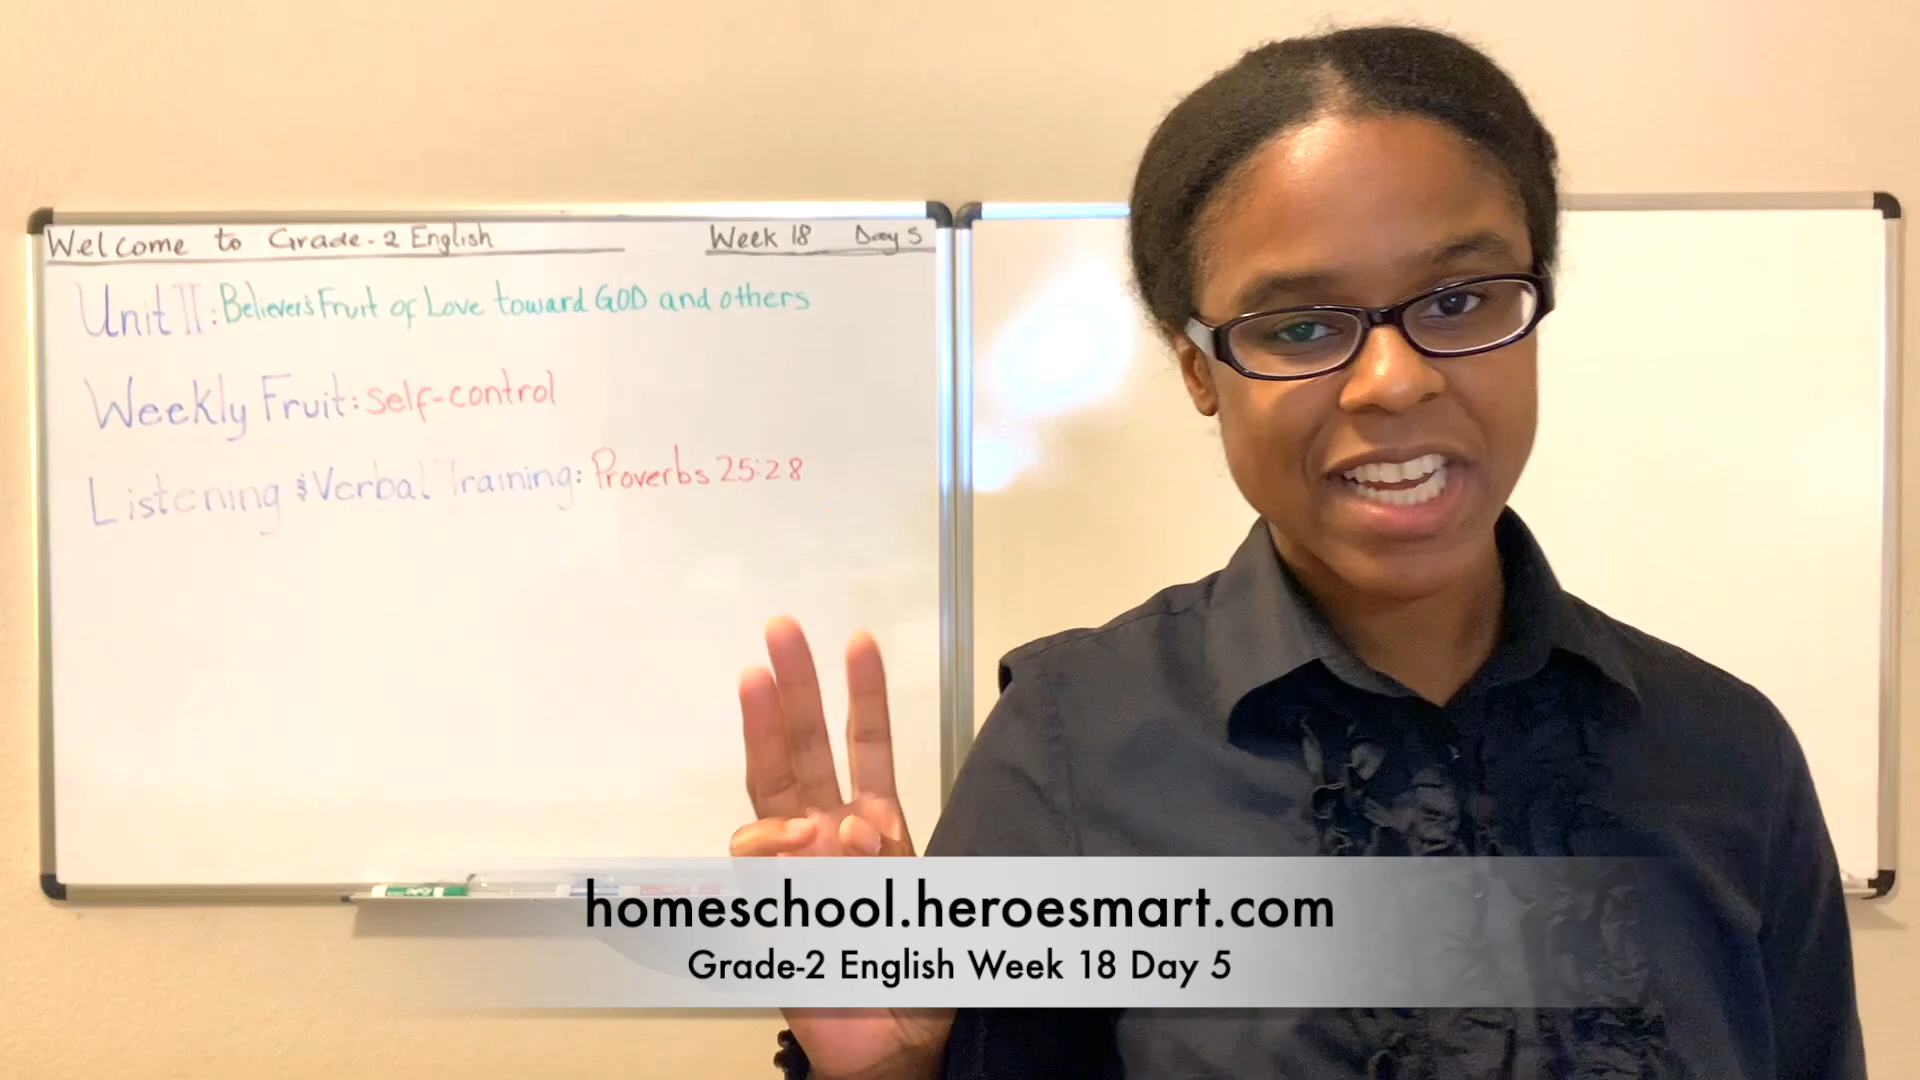 Welcome to Grade-2 English Week 18 Day 5
Unit II: Believer's Fruit of Love toward GOD and others
Weekly Fruit: Self-control
Listening & Verbal Training: Proverbs 25:28
homeschool.heroesmart.com
Grade-2 English Week 18 Day 5